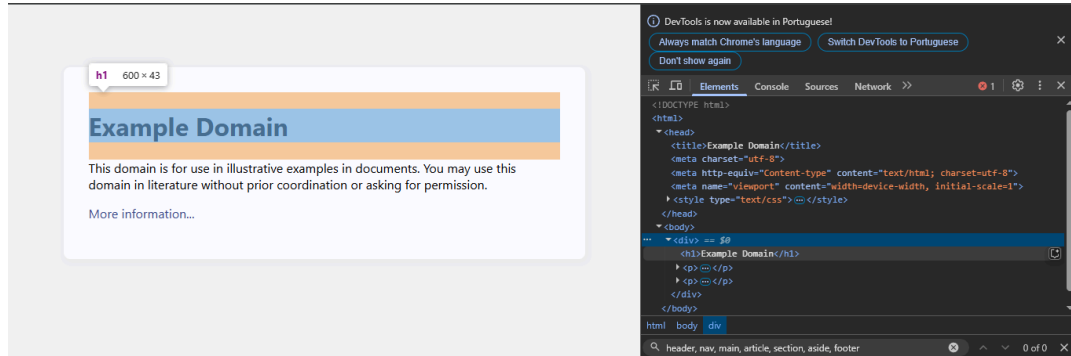 h1 600 × 43
Example Domain
This domain is for use in illustrative examples in documents. You may use this
domain in literature without prior coordination or asking for permission.
More information...
DevTools is now available in Portuguese!
Always match Chrome's language Switch DevTools to Portuguese
Don't show again
Elements Console Sources Network 1
<!DOCTYPE html>
<html>
<head>
<title>Example Domain</title>
<meta charset="utf-8">
<meta http-equiv="Content-type" content="text/html; charset=utf-8">
<meta name="viewport" content="width=device-width, initial-scale=1">
<style type="text/css"> … </style>
</head>
<body>
… <div> == $0
<h1>Example Domain</h1>
<p> … </p>
<p> … </p>
</div>
</body>
html body div
header, nav, main, article, section, aside, footer 0 of 0